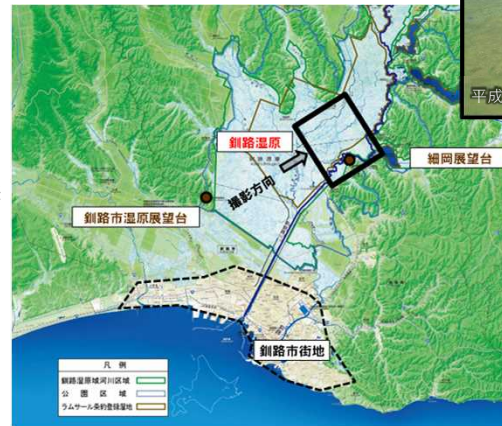 平成
釧路湿原
細岡展望台
撮影方向
釧路市湿原展望台
釧路市街地
凡例
釧路湿原域河川区域
公園区域
ラムサール条約登録湿地